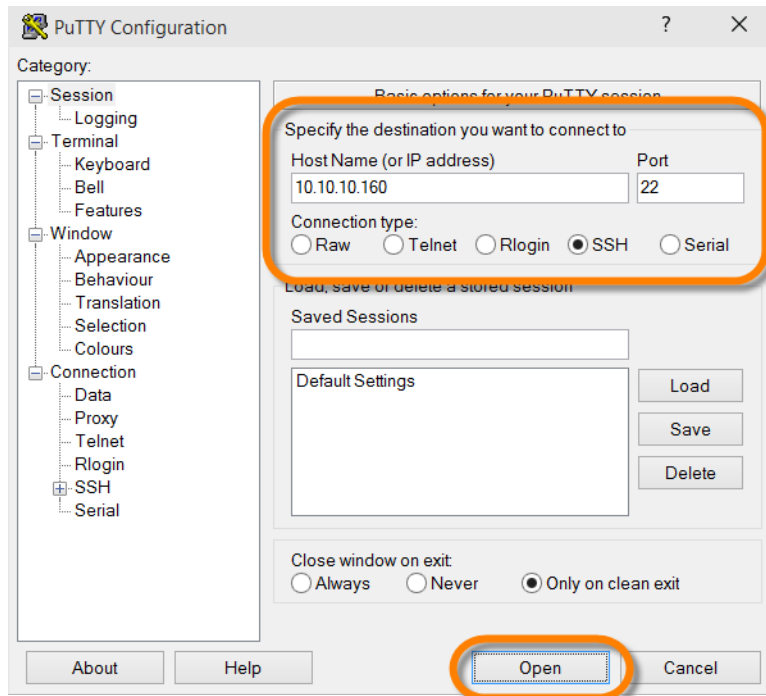 PuTTY Configuration
? X
Category:
Session
Logging
Terminal
Keyboard
Bell
Features
Window
Appearance
Behaviour
Translation
Selection
Colours
Connection
Data
Proxy
Telnet
Rlogin
SSH
Serial
Basic options for your PuTTY session
Specify the destination you want to connect to
Host Name (or IP address) Port
10.10.10.160 22
Connection type:
Raw Telnet Rlogin SSH Serial
Load, save or delete a stored session
Saved Sessions
Default Settings
Load
Save
Delete
Close window on exit:
Always Never Only on clean exit
About Help Open Cancel